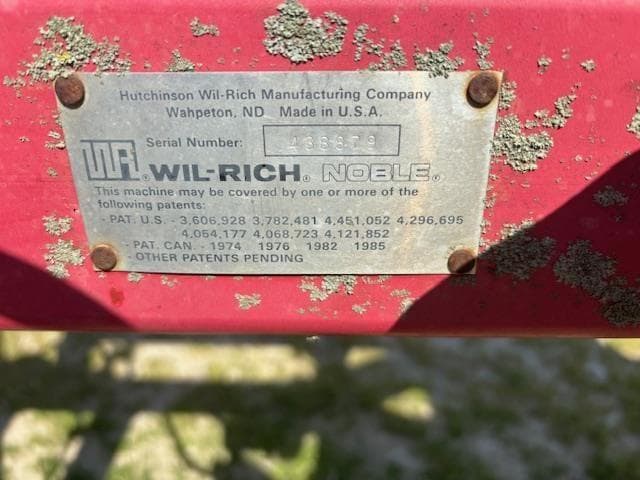 Hutchinson Wil-Rich Manufacturing Company
Wahpeton, ND Made in U.S.A.
Serial Number:
WR® WIL-RICH® NOBLE®
This machine may be covered by one or more of the
following patents:
- PAT. U.S. - 3,606,928 3,782,481 4,451,052 4,296,695
4,054,177 4,068,723 4,121,852
- PAT. CAN. - 1974 1976 1982 1985
- OTHER PATENTS PENDING